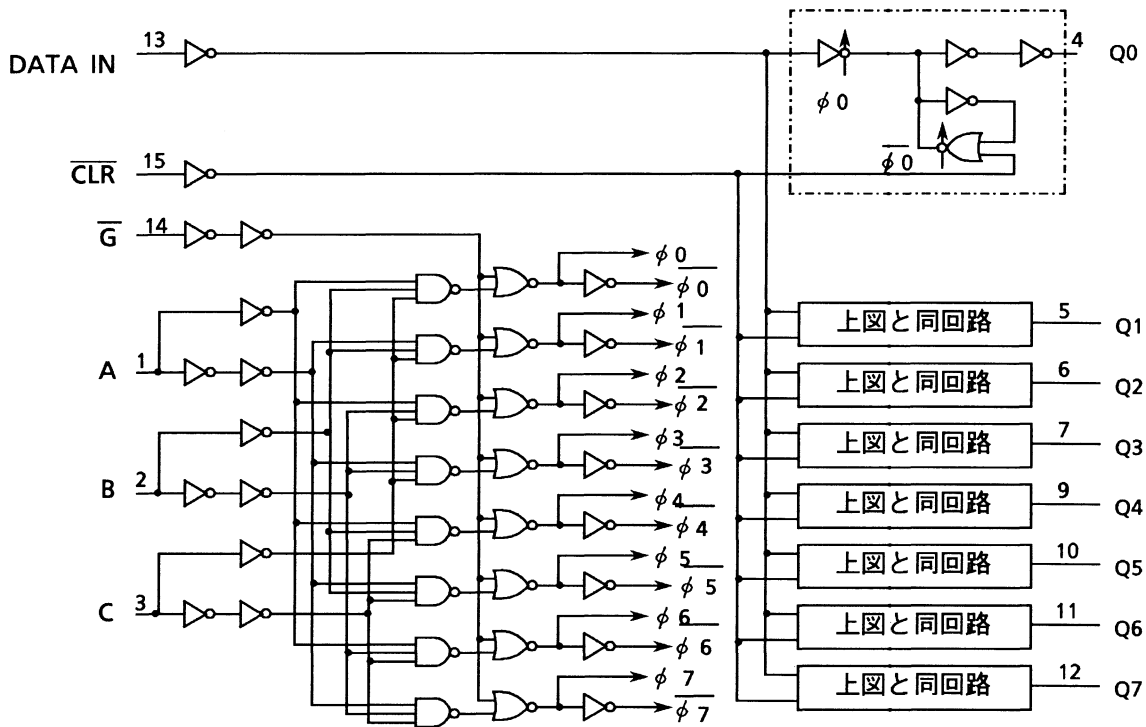 DATA IN 13
4 Q0
φ0
φ0̅
C̅L̅R̅ 15
G̅ 14
φ0
φ0̅
φ1
φ1̅
上図と同回路 5 Q1
A 1
φ2
φ2̅
上図と同回路 6 Q2
φ3
φ3̅
上図と同回路 7 Q3
B 2
φ4
φ4̅
上図と同回路 9 Q4
φ5
φ5̅
上図と同回路 10 Q5
C 3
φ6
φ6̅
上図と同回路 11 Q6
φ7
φ7̅
上図と同回路 12 Q7